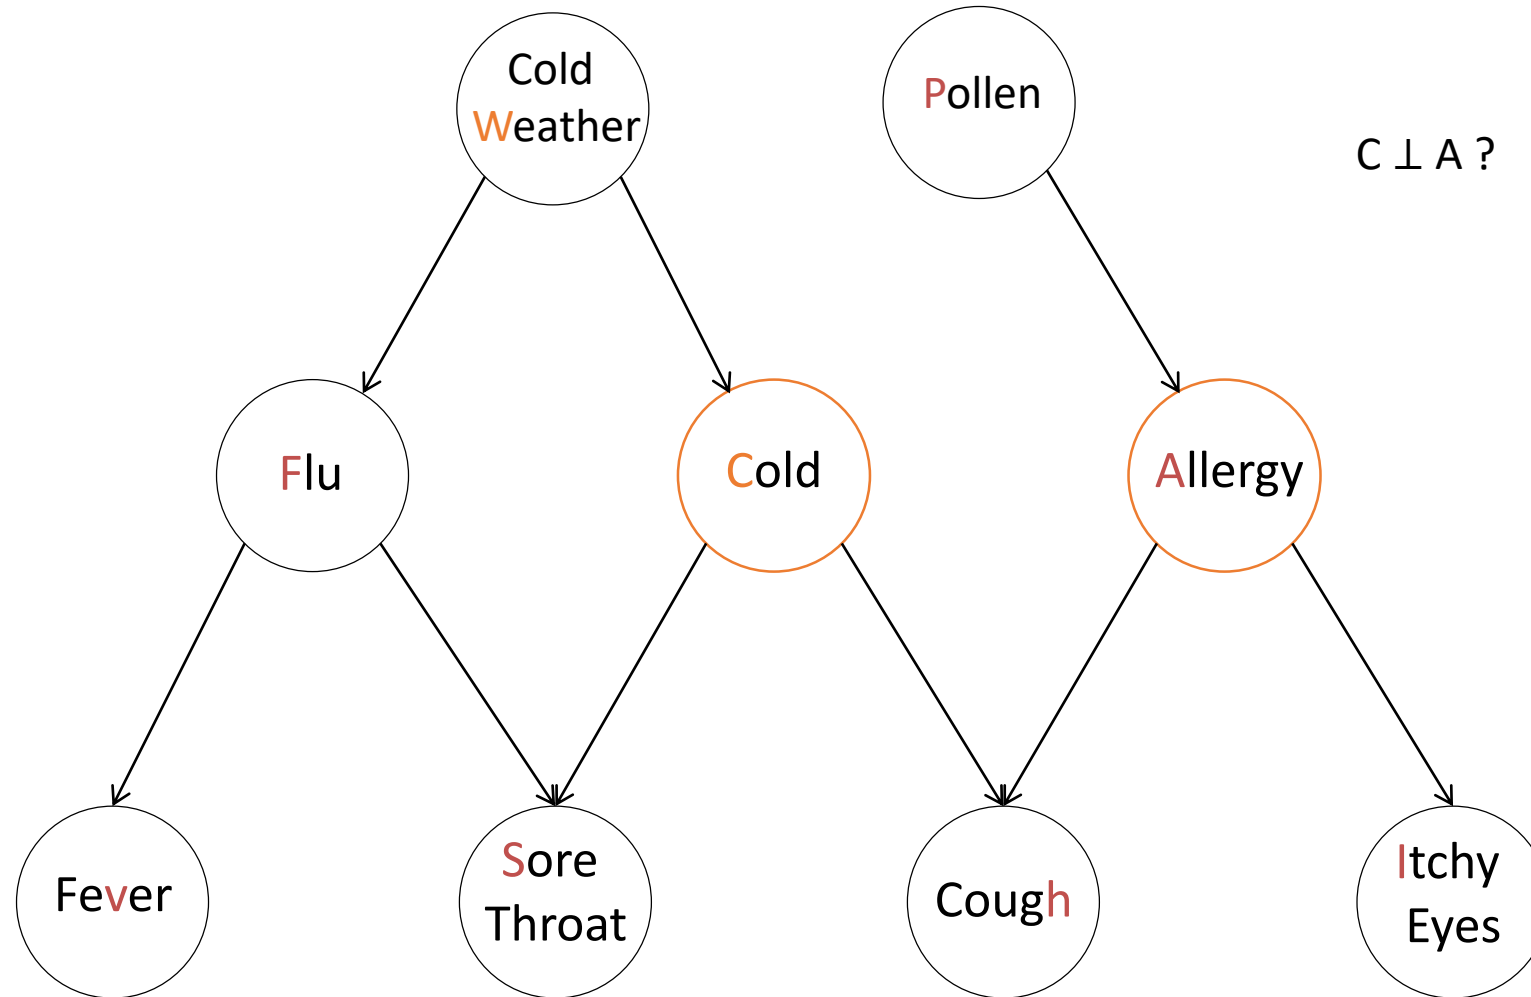 Cold
Weather
Pollen
C ⊥ A ?
Flu
Cold
Allergy
Fever
Sore
Throat
Cough
Itchy
Eyes